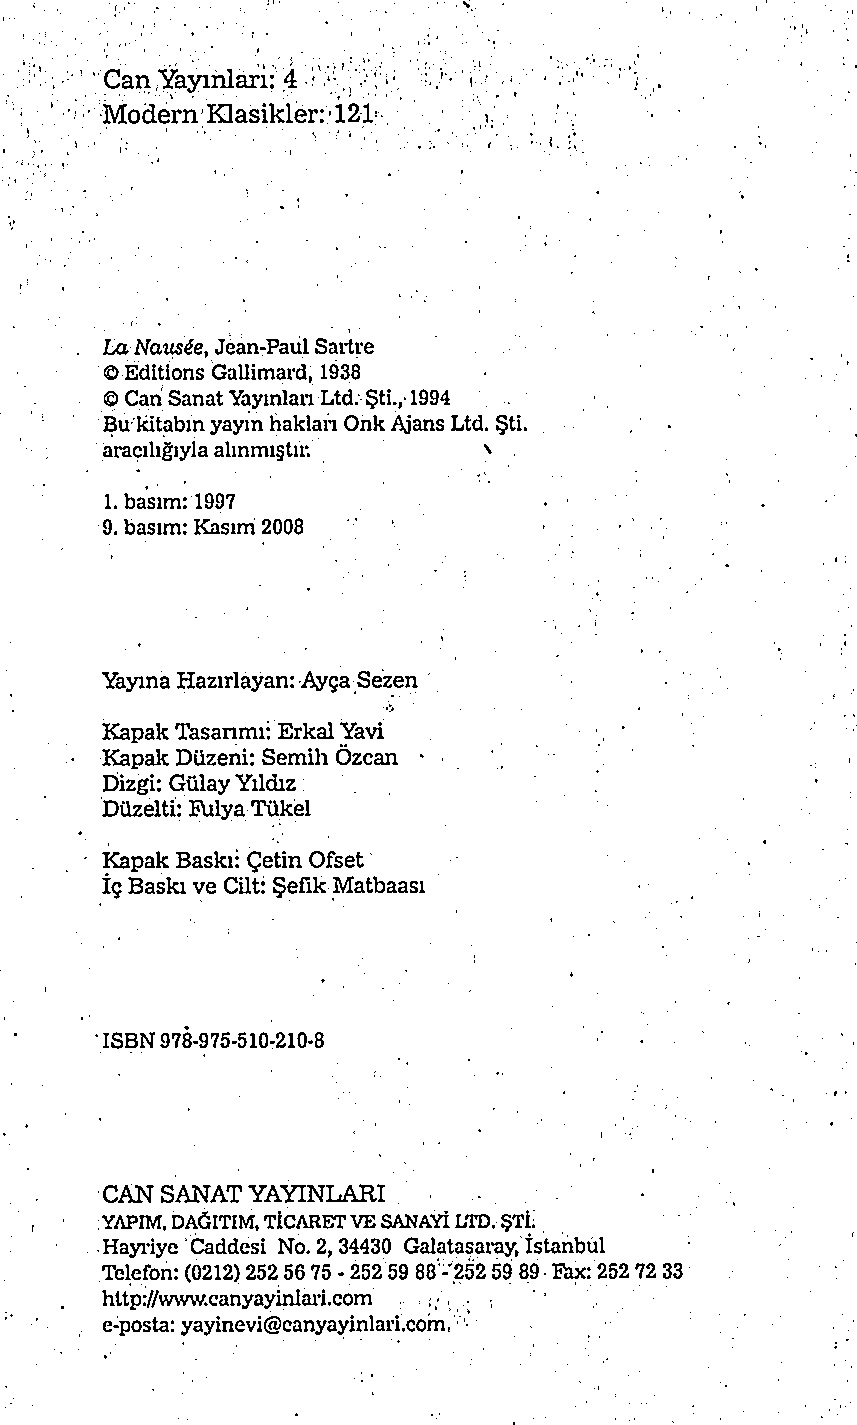 Can Yayınları: 4
Modern Klasikler: 121
La Nausée, Jean-Paul Sartre
© Editions Gallimard, 1938
© Can Sanat Yayınları Ltd. Şti., 1994
Bu kitabın yayın hakları Onk Ajans Ltd. Şti.
aracılığıyla alınmıştır.
1. basım: 1997
9. basım: Kasım 2008
Yayına Hazırlayan: Ayça Sezen
Kapak Tasarımı: Erkal Yavi
Kapak Düzeni: Semih Özcan
Dizgi: Gülay Yıldız
Düzelti: Fulya Tükel
Kapak Baskı: Çetin Ofset
İç Baskı ve Cilt: Şefik Matbaası
ISBN 978-975-510-210-8
CAN SANAT YAYINLARI
YAPIM, DAĞITIM, TİCARET VE SANAYİ LTD. ŞTİ.
Hayriye Caddesi No. 2, 34430 Galatasaray, İstanbul
Telefon: (0212) 252 56 75 - 252 59 88 - 252 59 89 Fax: 252 72 33
http://www.canyayinlari.com
e-posta: yayinevi@canyayinlari.com